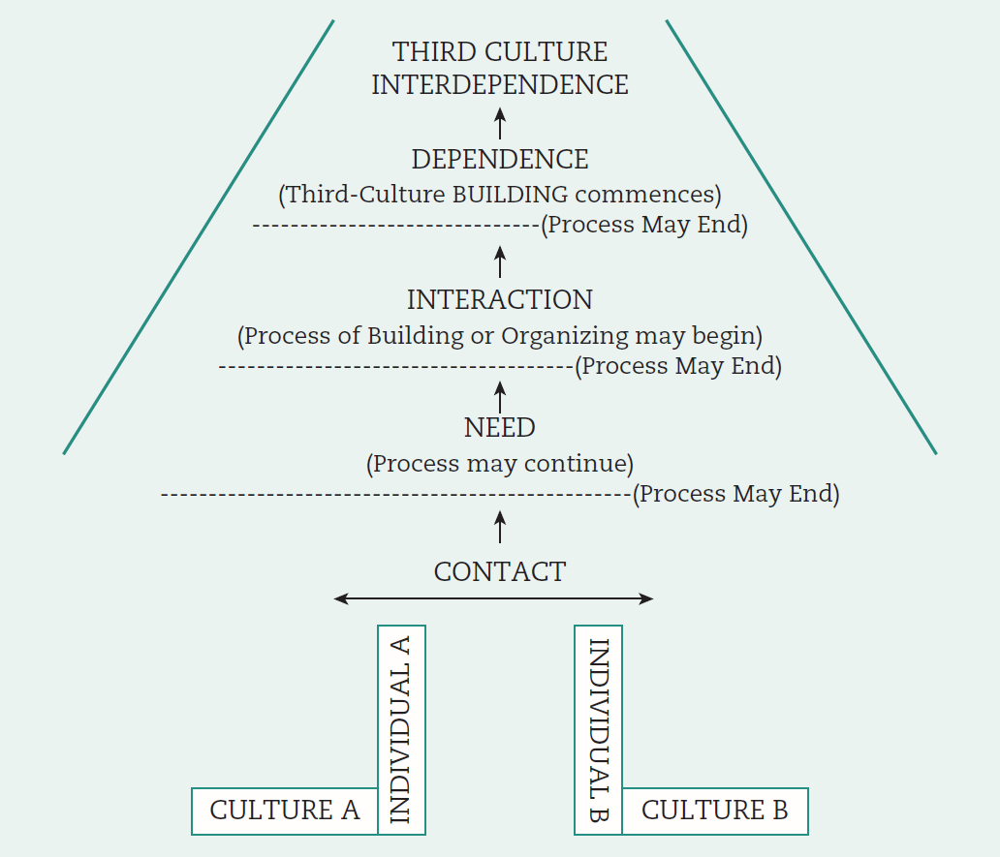 THIRD CULTURE
INTERDEPENDENCE
DEPENDENCE
(Third-Culture BUILDING commences)
------------------------------(Process May End)
INTERACTION
(Process of Building or Organizing may begin)
-------------------------------------(Process May End)
NEED
(Process may continue)
-------------------------------------------------(Process May End)
CONTACT
INDIVIDUAL A
INDIVIDUAL B
CULTURE A
CULTURE B